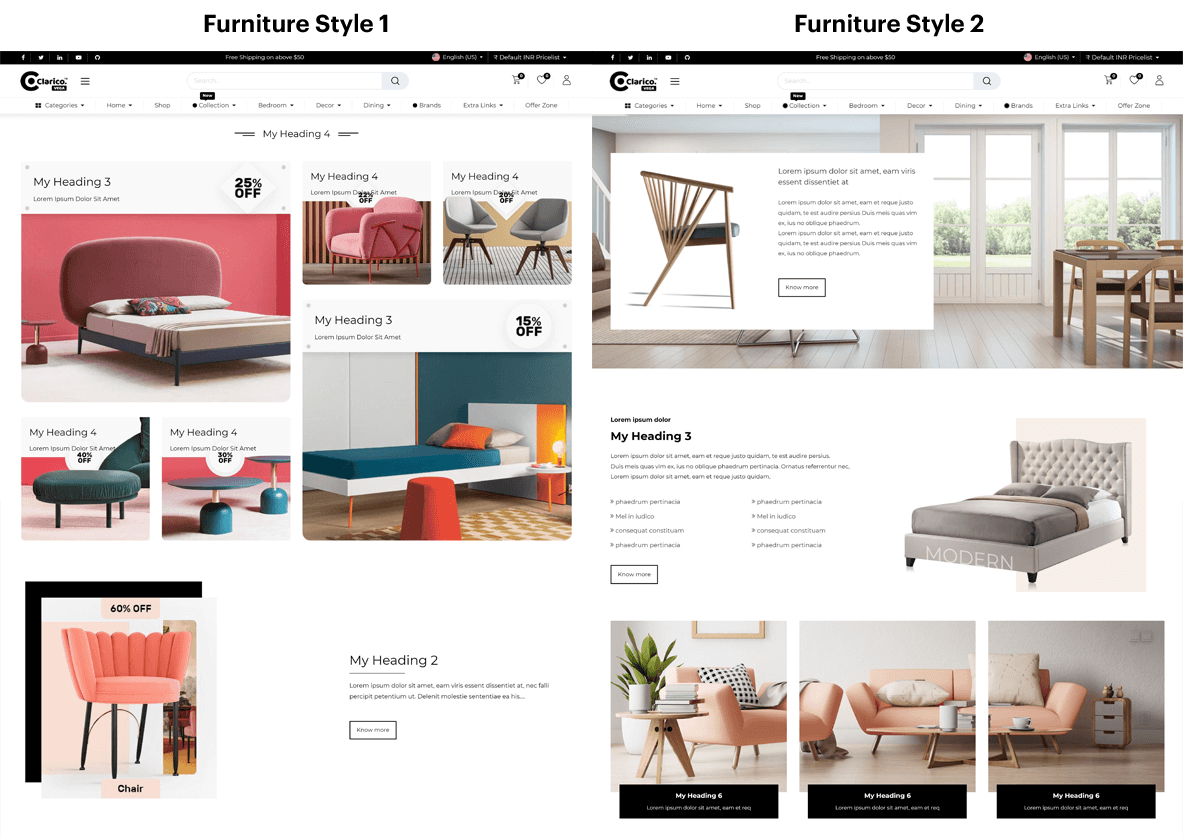 Furniture Style 1
Free Shipping on above $50
English (US)
₹ Default INR Pricelist
Clarico™
VEGA
Search...
0
0
New
Categories
Home
Shop
Collection
Bedroom
Decor
Dining
Brands
Extra Links
Offer Zone
My Heading 4
My Heading 3
Lorem Ipsum Dolor Sit Amet
25%
OFF
My Heading 4
Lorem Ipsum Dolor Sit Amet
22%
OFF
My Heading 4
Lorem Ipsum Dolor Sit Amet
20%
OFF
My Heading 3
Lorem Ipsum Dolor Sit Amet
15%
OFF
My Heading 4
Lorem Ipsum Dolor Sit Amet
40%
OFF
My Heading 4
Lorem Ipsum Dolor Sit Amet
30%
OFF
60% OFF
Chair
My Heading 2
Lorem ipsum dolor sit amet, eam viris essent dissentiet at, nec falli
percipit petentium ut. Delenit molestie sententiae ea his....
Know more
Furniture Style 2
Free Shipping on above $50
English (US)
₹ Default INR Pricelist
Clarico™
VEGA
Search...
0
0
New
Categories
Home
Shop
Collection
Bedroom
Decor
Dining
Brands
Extra Links
Offer Zone
Lorem ipsum dolor sit amet, eam viris
essent dissentiet at
Lorem ipsum dolor sit amet, et eam reque justo
quidam, te est audire persius Duis meis quas vim
ex, ius no oblique phaedrum.
Lorem ipsum dolor sit amet, et eam reque justo
quidam, te est audire persius Duis meis quas vim
ex, ius no oblique phaedrum.
Know more
Lorem ipsum dolor
My Heading 3
Lorem ipsum dolor sit amet, et eam reque justo quidam, te est audire persius.
Duis meis quas vim ex, ius no oblique phaedrum pertinacia. Ornatus referrentur nec,
Lorem ipsum dolor sit amet, et eam reque justo quidam,
» phaedrum pertinacia
» Mel in iudico
» consequat constituam
» phaedrum pertinacia
» phaedrum pertinacia
» Mel in iudico
» consequat constituam
» phaedrum pertinacia
Know more
MODERN
My Heading 6
Lorem ipsum dolor sit amet, eam et req
My Heading 6
Lorem ipsum dolor sit amet, eam et req
My Heading 6
Lorem ipsum dolor sit amet, eam et req